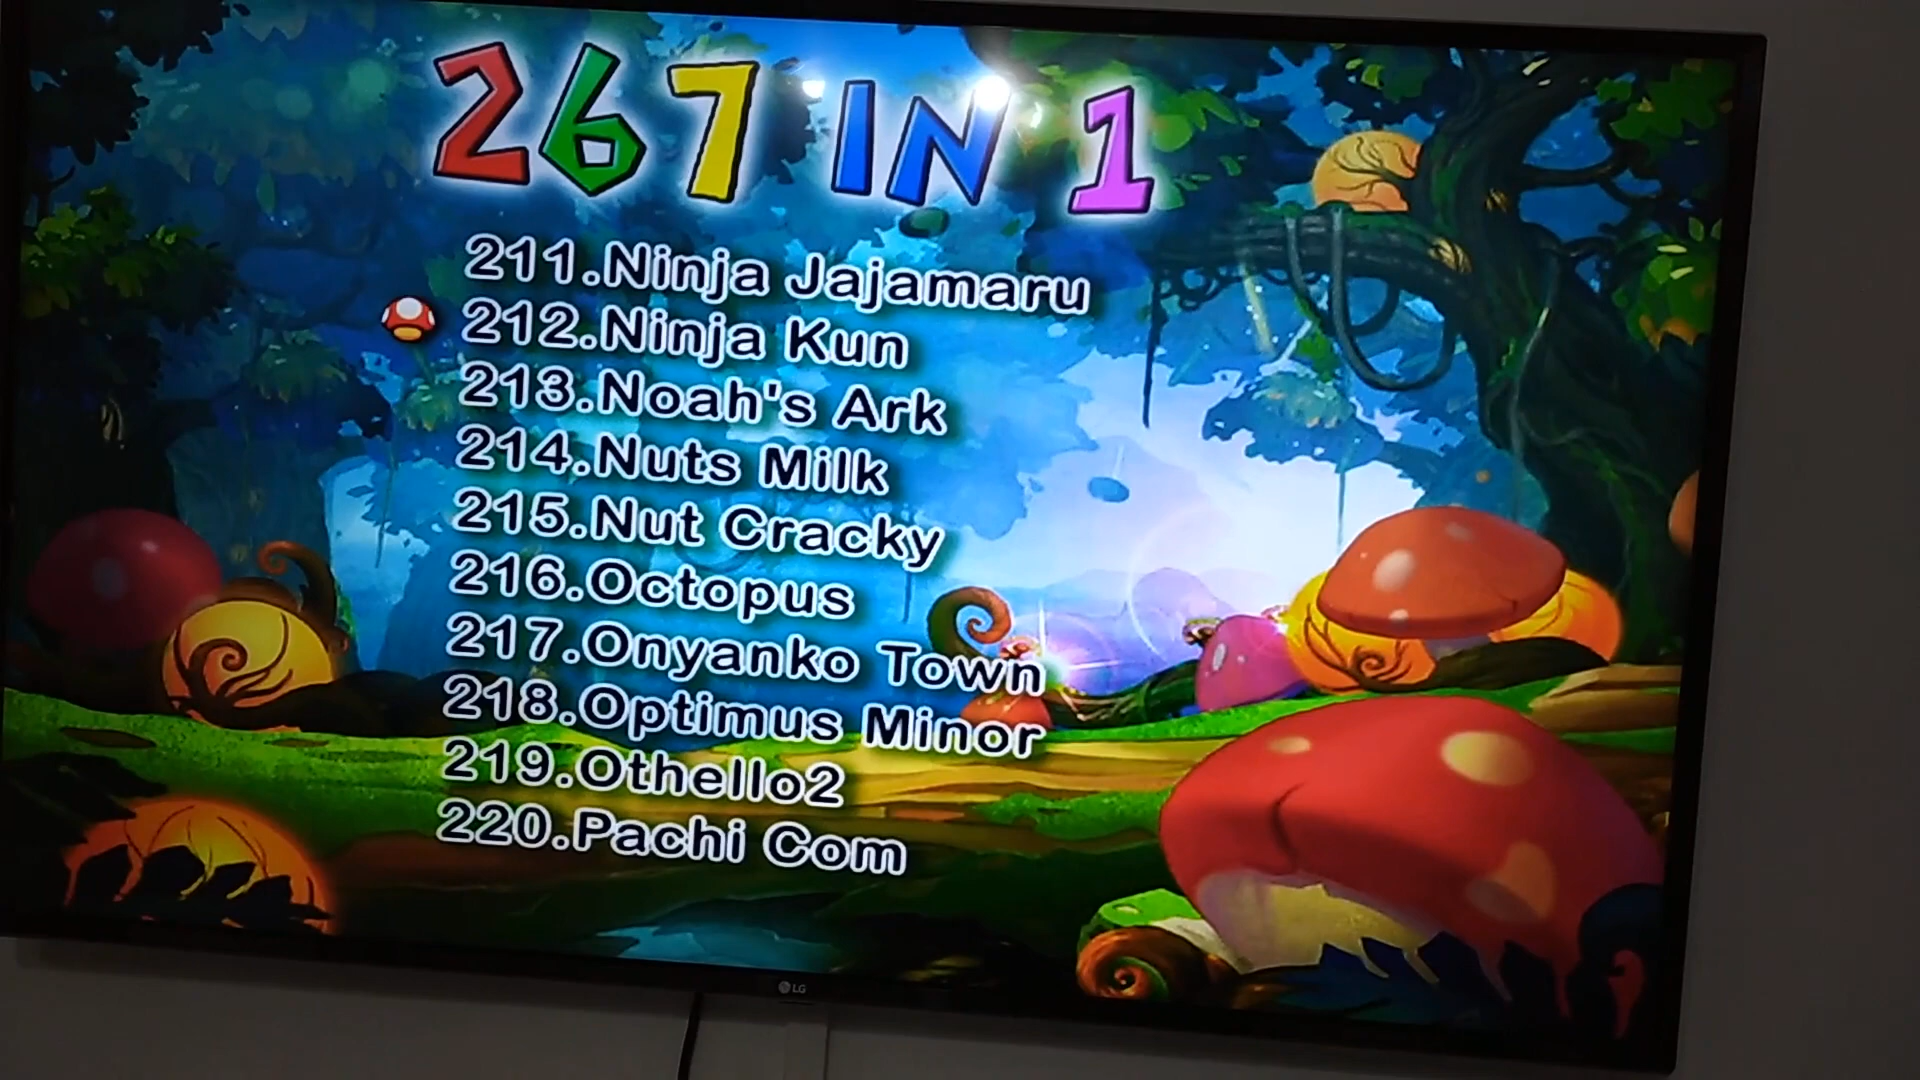 267 IN 1
211.Ninja Jajamaru
212.Ninja Kun
213.Noah's Ark
214.Nuts Milk
215.Nut Cracky
216.Octopus
217.Onyanko Town
218.Optimus Minor
219.Othello2
220.Pachi Com
LG